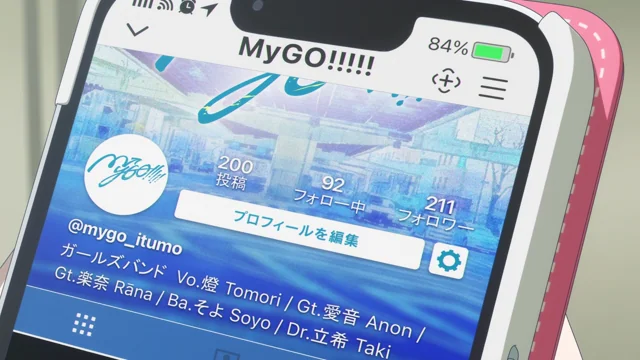 84%
MyGO!!!!!
MyGO!!!!!
MyGO!!!!!
200
投稿
92
フォロー中
211
フォロワー
プロフィールを編集
@mygo_itumo
ガールズバンド Vo.燈 Tomori / Gt.愛音 Anon /
Gt.楽奈 Rāna / Ba.そよ Soyo / Dr.立希 Taki